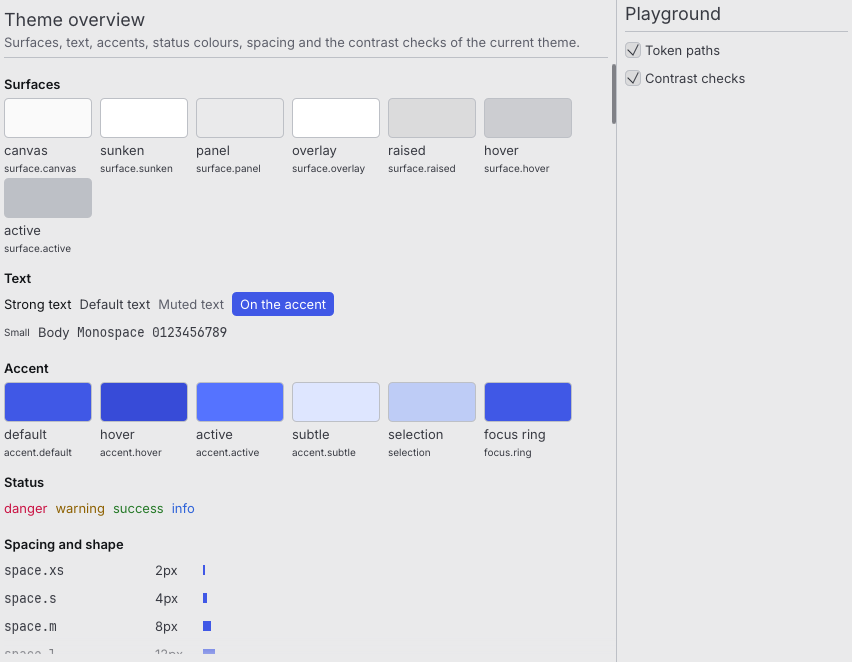 Theme overview
Surfaces, text, accents, status colours, spacing and the contrast checks of the current theme.
Surfaces
canvas sunken panel overlay raised hover
surface.canvas surface.sunken surface.panel surface.overlay surface.raised surface.hover
active
surface.active
Text
Strong text Default text Muted text On the accent
Small Body Monospace 0123456789
Accent
default hover active subtle selection focus ring
accent.default accent.hover accent.active accent.subtle selection focus.ring
Status
danger warning success info
Spacing and shape
space.xs 2px
space.s 4px
space.m 8px
space.l 12px
Playground
Token paths
Contrast checks